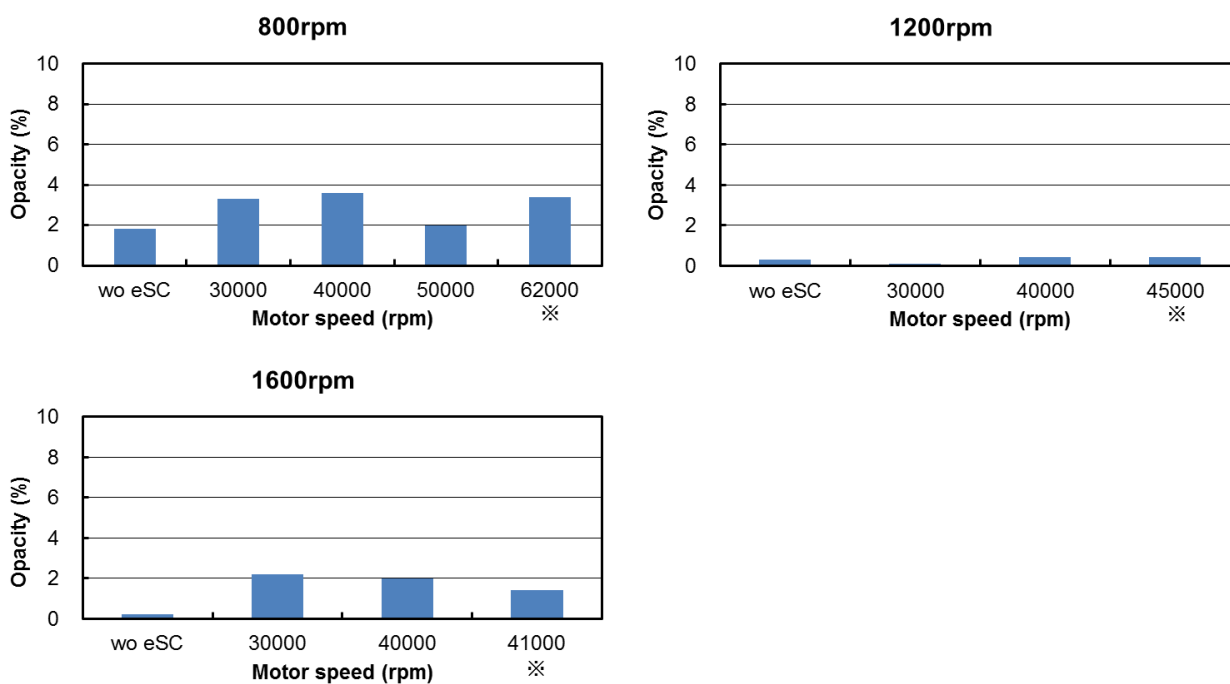 800rpm
10
8
6
4
2
0
Opacity (%)
wo eSC 30000 40000 50000 62000
Motor speed (rpm) ※
1200rpm
10
8
6
4
2
0
Opacity (%)
wo eSC 30000 40000 45000
Motor speed (rpm) ※
1600rpm
10
8
6
4
2
0
Opacity (%)
wo eSC 30000 40000 41000
Motor speed (rpm) ※